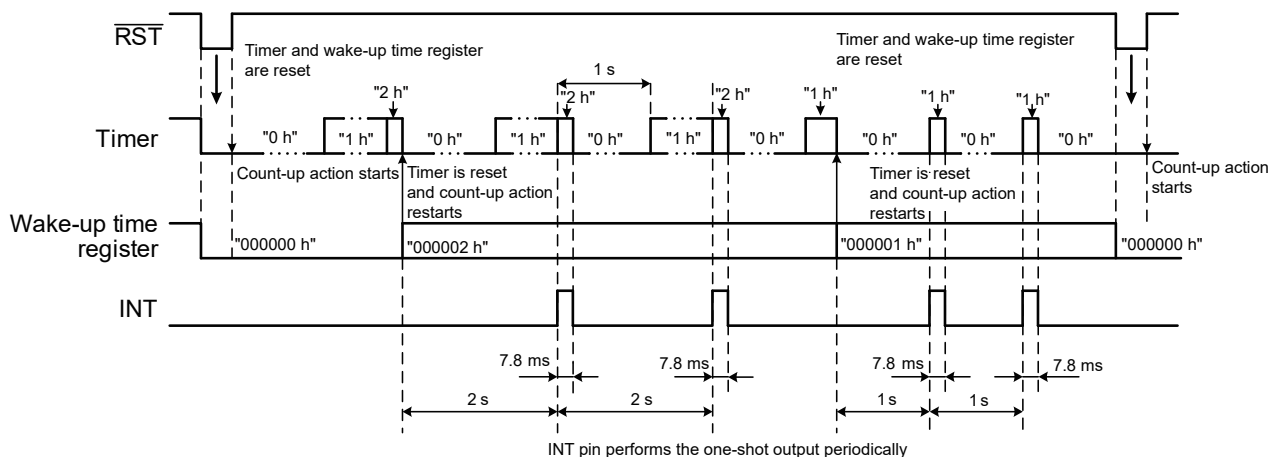 RST
Timer and wake-up time register
are reset
Timer and wake-up time register
are reset
1 s
"2 h"
"2 h"
"2 h"
"1 h"
"1 h"
"1 h"
Timer
"0 h"
"1 h"
"0 h"
"1 h"
"0 h"
"1 h"
"0 h"
"0 h"
"0 h"
"0 h"
Count-up action starts
Timer is reset
and count-up action
restarts
Timer is reset
and count-up action
restarts
Count-up action
starts
Wake-up time
register
"000000 h"
"000002 h"
"000001 h"
"000000 h"
INT
7.8 ms
7.8 ms
7.8 ms
7.8 ms
2 s
2 s
1 s
1 s
INT pin performs the one-shot output periodically